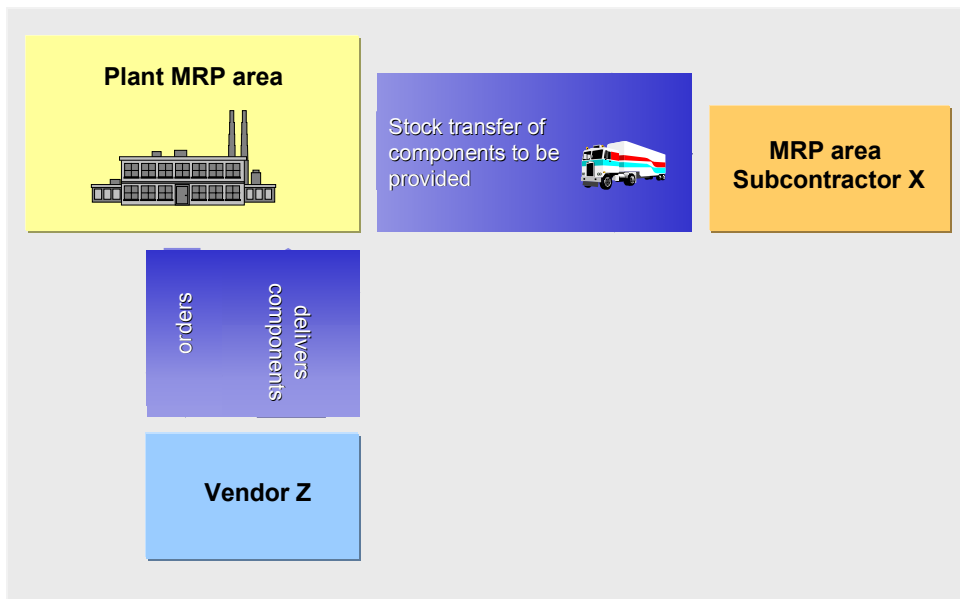 Plant MRP area
Stock transfer of
components to be
provided
MRP area
Subcontractor X
orders
delivers
components
Vendor Z